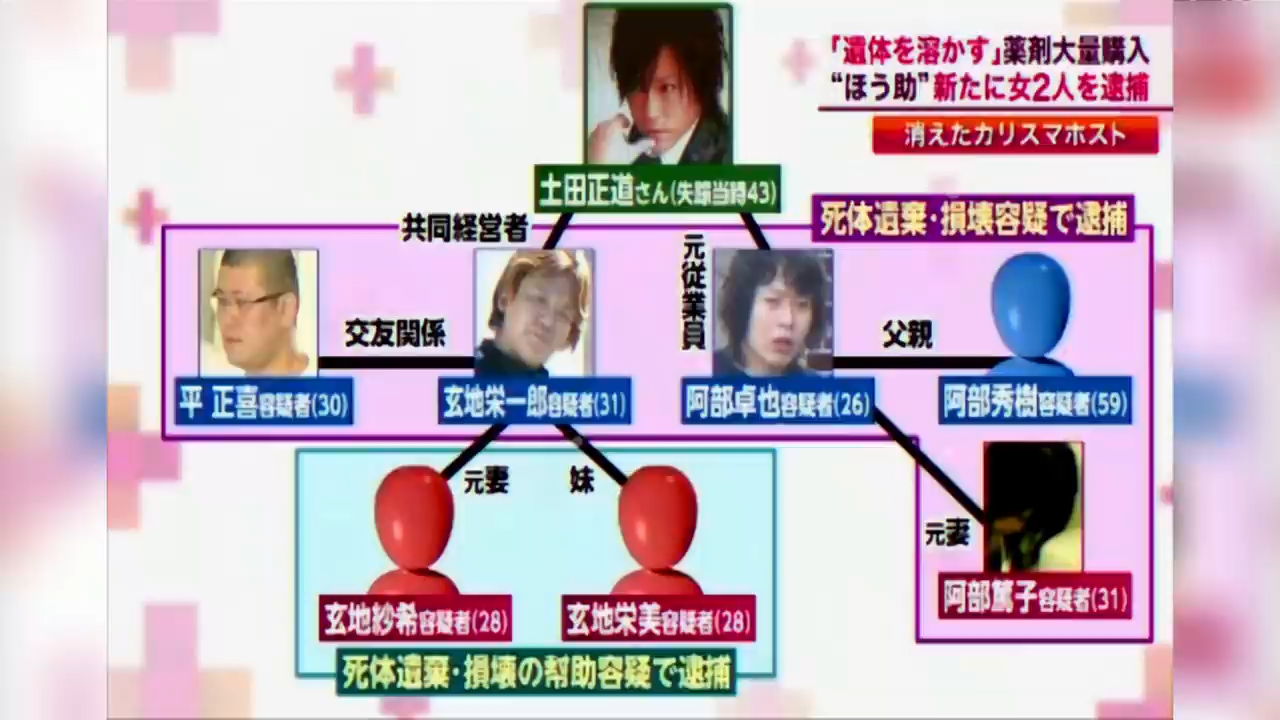 「遺体を溶かす」薬剤大量購入
“ほう助”新たに女2人を逮捕
消えたカリスマホスト
土田正道さん(失踪当時43)
死体遺棄・損壊容疑で逮捕
共同経営者
元従業員
交友関係
父親
平 正喜容疑者(30)
玄地栄一郎容疑者(31)
阿部卓也容疑者(26)
阿部秀樹容疑者(59)
元妻
妹
元妻
阿部篤子容疑者(31)
玄地紗希容疑者(28)
玄地栄美容疑者(28)
死体遺棄・損壊の幇助容疑で逮捕